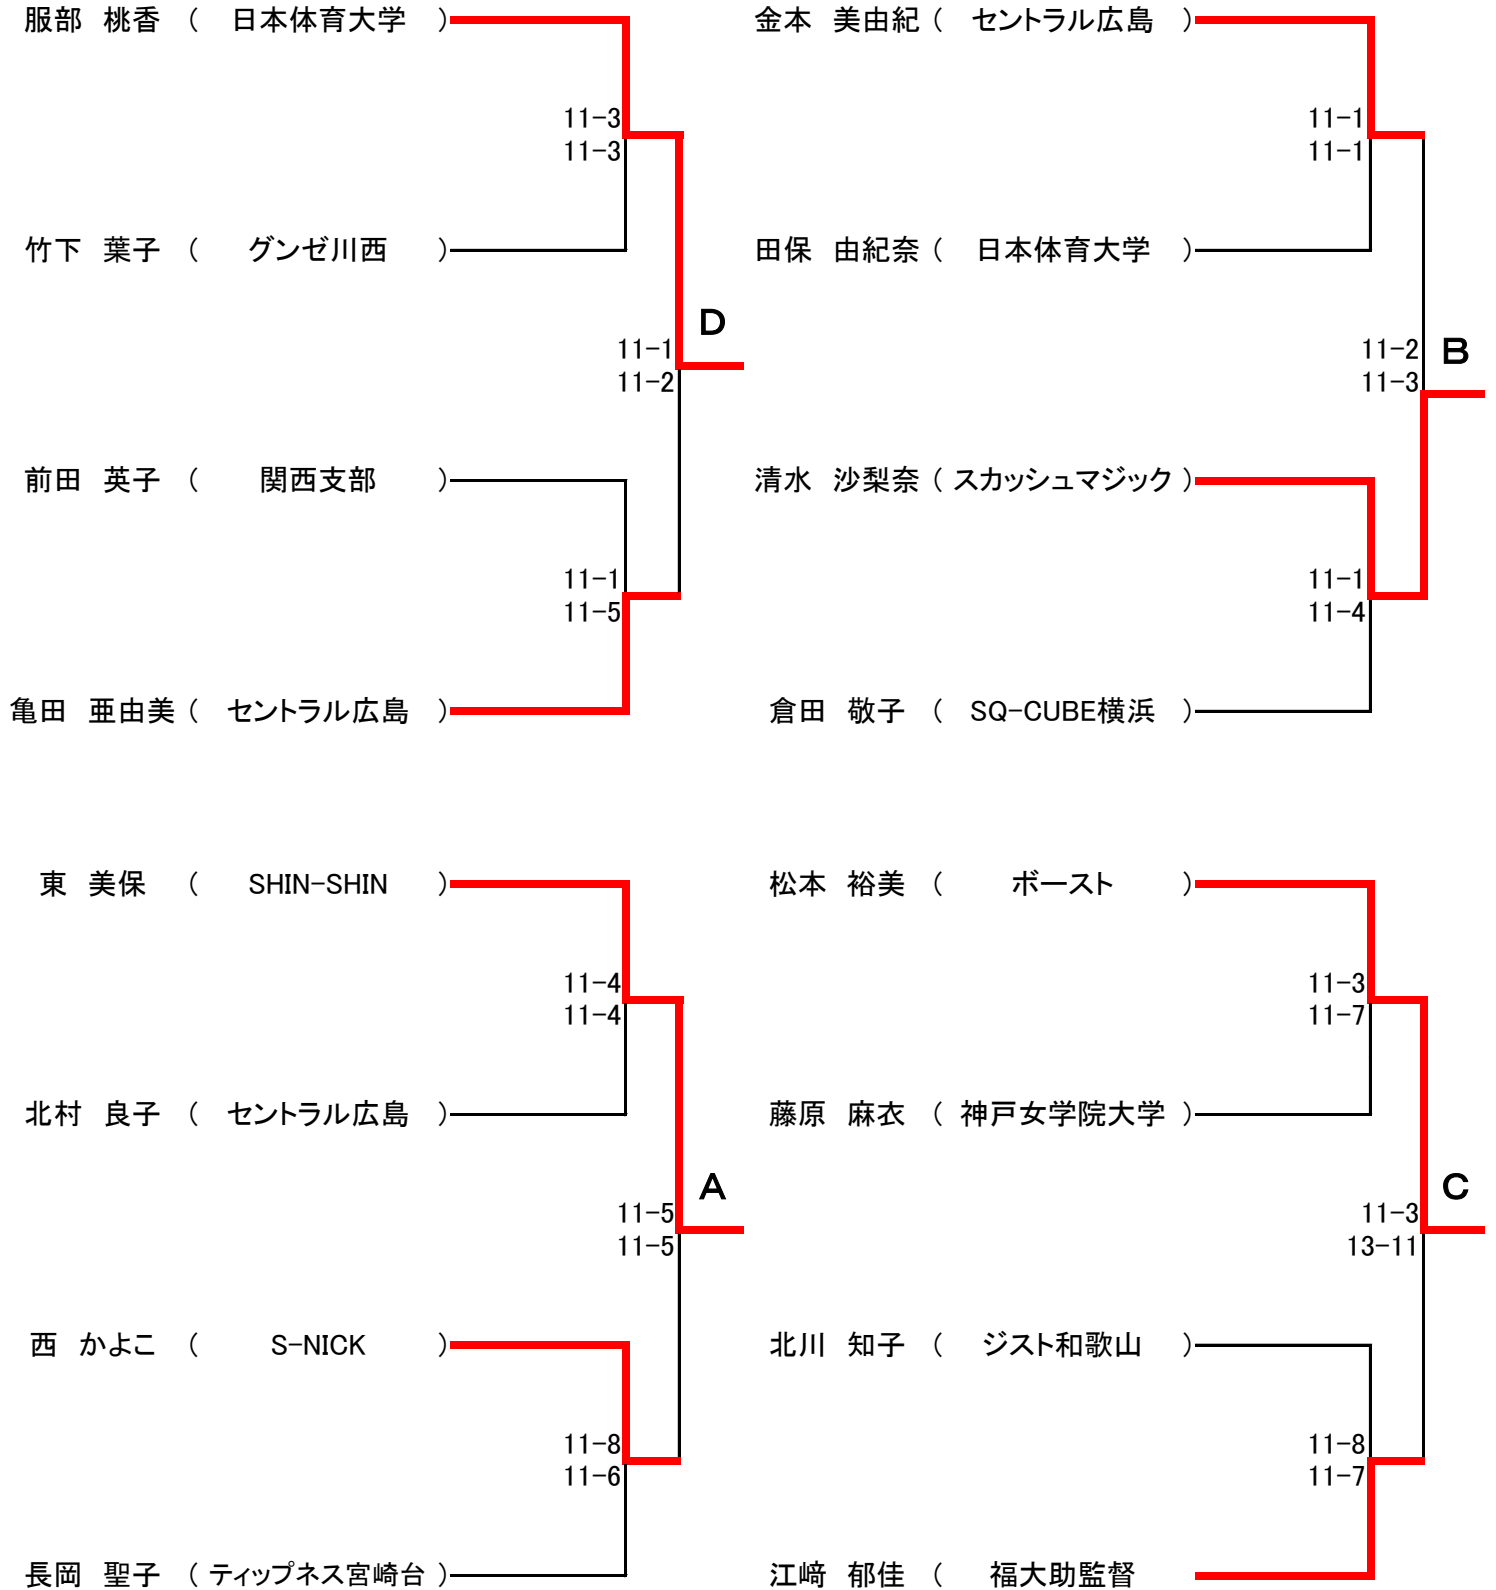 服部 桃香 ( 日本体育大学 )
11-3
11-3
竹下 葉子 ( グンゼ川西 )
D
11-1
11-2
前田 英子 ( 関西支部 )
11-1
11-5
亀田 亜由美 ( セントラル広島 )
金本 美由紀 ( セントラル広島 )
11-1
11-1
田保 由紀奈 ( 日本体育大学 )
11-2
11-3
B
清水 沙梨奈 ( スカッシュマジック )
11-1
11-4
倉田 敬子 ( SQ-CUBE横浜 )
東 美保 ( SHIN-SHIN )
11-4
11-4
北村 良子 ( セントラル広島 )
A
11-5
11-5
西 かよこ ( S-NICK )
11-8
11-6
長岡 聖子 ( ティップネス宮崎台 )
松本 裕美 ( ボースト )
11-3
11-7
藤原 麻衣 ( 神戸女学院大学 )
C
11-3
13-11
北川 知子 ( ジスト和歌山 )
11-8
11-7
江﨑 郁佳 ( 福大助監督